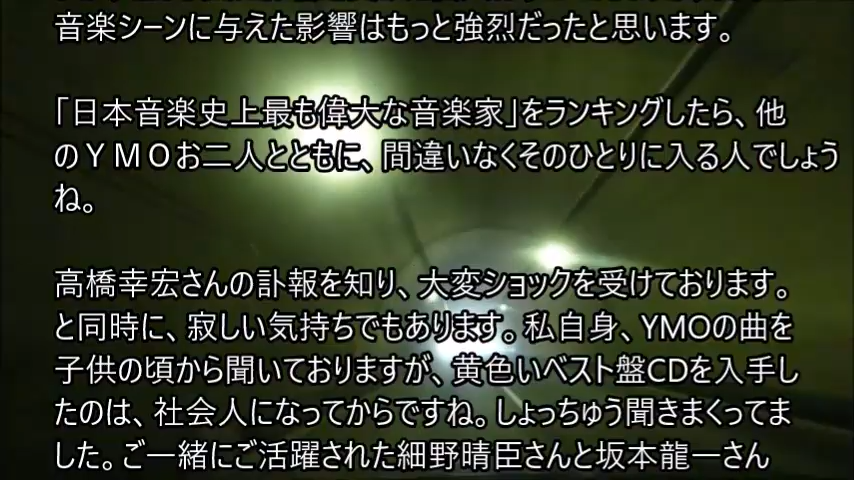 音楽シーンに与えた影響はもっと強烈だったと思います。
「日本音楽史上最も偉大な音楽家」をランキングしたら、他
のＹＭＯお二人とともに、間違いなくそのひとりに入る人でしょう
ね。
高橋幸宏さんの訃報を知り、大変ショックを受けております。
と同時に、寂しい気持ちでもあります。私自身、YMOの曲を
子供の頃から聞いておりますが、黄色いベスト盤CDを入手し
たのは、社会人になってからですね。しょっちゅう聞きまくってま
した。ご一緒にご活躍された細野晴臣さんと坂本龍一さん